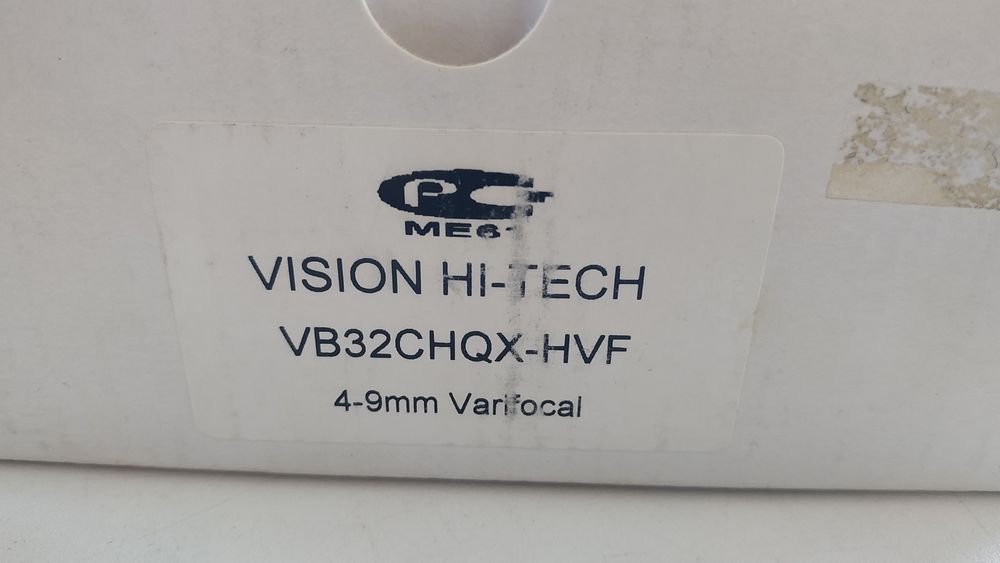 ME61
VISION HI-TECH
VB32CHQX-HVF
4-9mm Varifocal